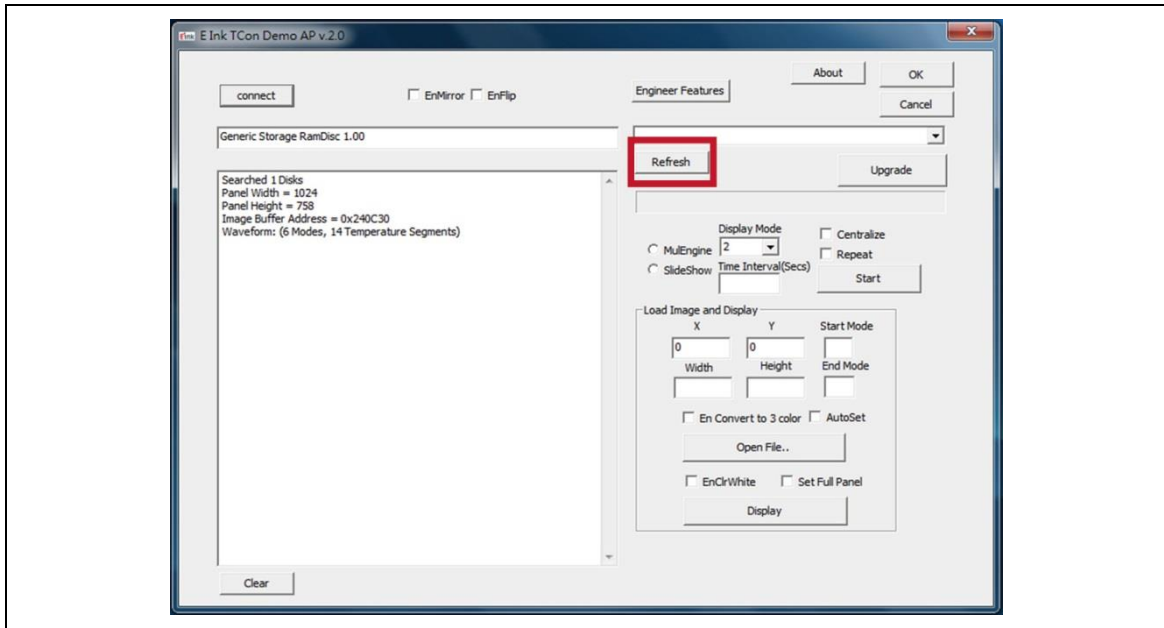 E Ink TCon Demo AP v.2.0
connect
EnMirror EnFlip
Engineer Features
About
OK
Cancel
Generic Storage RamDisc 1.00
Refresh
Upgrade
Searched 1 Disks
Panel Width = 1024
Panel Height = 758
Image Buffer Address = 0x240C30
Waveform: (6 Modes, 14 Temperature Segments)
Display Mode
MulEngine 2
Centralize
Repeat
SlideShow Time Interval(Secs)
Start
Load Image and Display
X Y Start Mode
0 0
Width Height End Mode
En Convert to 3 color AutoSet
Open File..
EnClrWhite Set Full Panel
Display
Clear